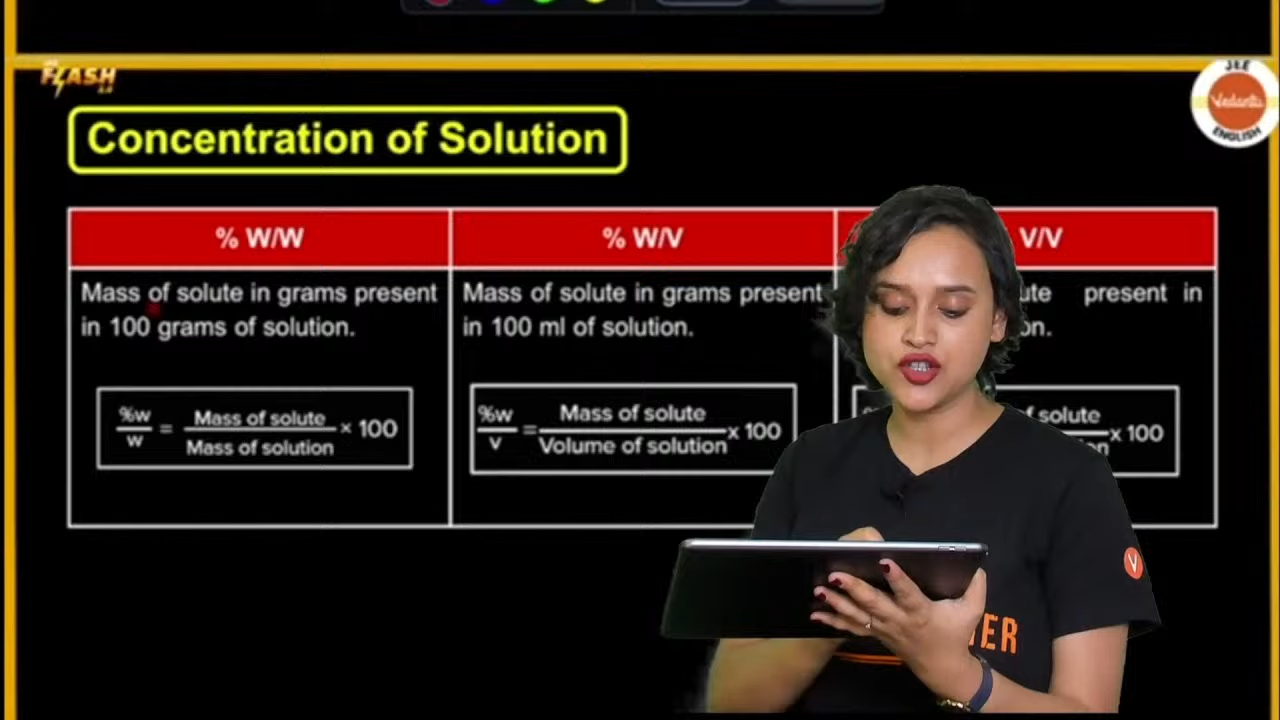 FLASH
2.0
JEE
Vedantu
ENGLISH
Concentration of Solution
% W/W
% W/V
V/V
Mass of solute in grams present
in 100 grams of solution.
%w
w
=
Mass of solute
Mass of solution
× 100
Mass of solute in grams present
in 100 ml of solution.
%w
v
=
Mass of solute
Volume of solution
x 100
present in
solute
x 100
V